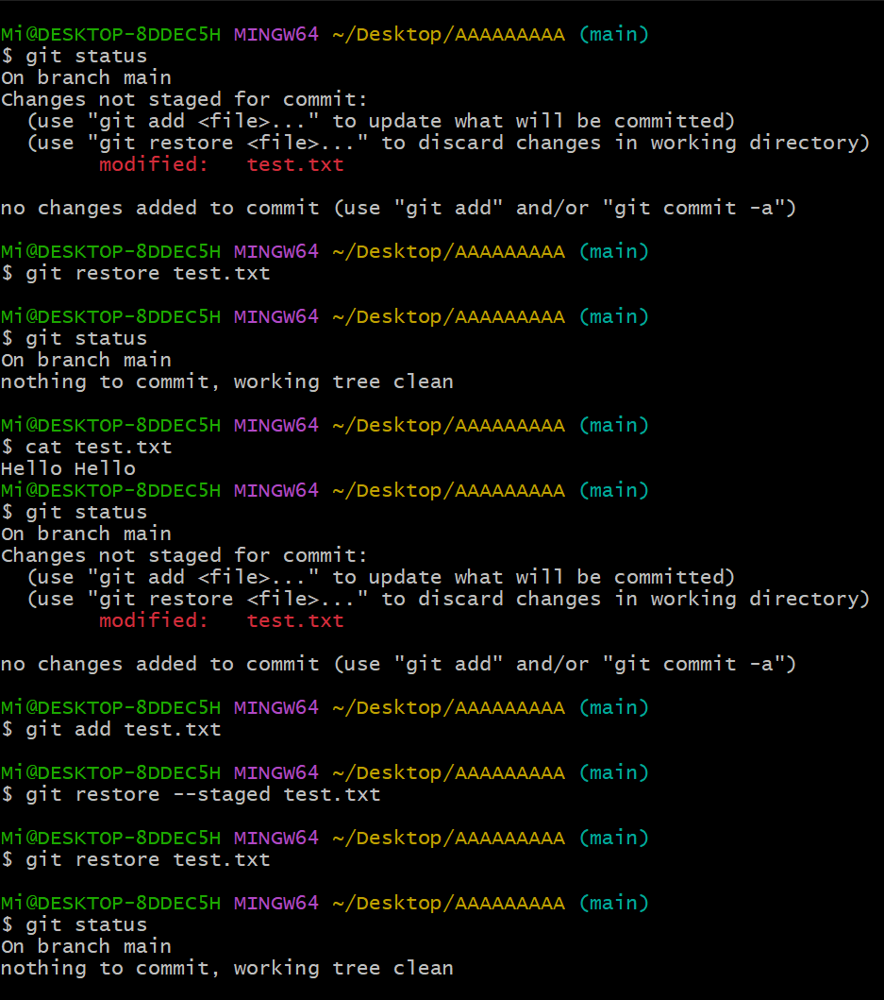 Mi@DESKTOP-8DDEC5H MINGW64 ~/Desktop/AAAAAAAAA (main)
$ git status
On branch main
Changes not staged for commit:
  (use "git add <file>..." to update what will be committed)
  (use "git restore <file>..." to discard changes in working directory)
        modified:   test.txt

no changes added to commit (use "git add" and/or "git commit -a")

Mi@DESKTOP-8DDEC5H MINGW64 ~/Desktop/AAAAAAAAA (main)
$ git restore test.txt

Mi@DESKTOP-8DDEC5H MINGW64 ~/Desktop/AAAAAAAAA (main)
$ git status
On branch main
nothing to commit, working tree clean

Mi@DESKTOP-8DDEC5H MINGW64 ~/Desktop/AAAAAAAAA (main)
$ cat test.txt
Hello Hello
Mi@DESKTOP-8DDEC5H MINGW64 ~/Desktop/AAAAAAAAA (main)
$ git status
On branch main
Changes not staged for commit:
  (use "git add <file>..." to update what will be committed)
  (use "git restore <file>..." to discard changes in working directory)
        modified:   test.txt

no changes added to commit (use "git add" and/or "git commit -a")

Mi@DESKTOP-8DDEC5H MINGW64 ~/Desktop/AAAAAAAAA (main)
$ git add test.txt

Mi@DESKTOP-8DDEC5H MINGW64 ~/Desktop/AAAAAAAAA (main)
$ git restore --staged test.txt

Mi@DESKTOP-8DDEC5H MINGW64 ~/Desktop/AAAAAAAAA (main)
$ git restore test.txt

Mi@DESKTOP-8DDEC5H MINGW64 ~/Desktop/AAAAAAAAA (main)
$ git status
On branch main
nothing to commit, working tree clean